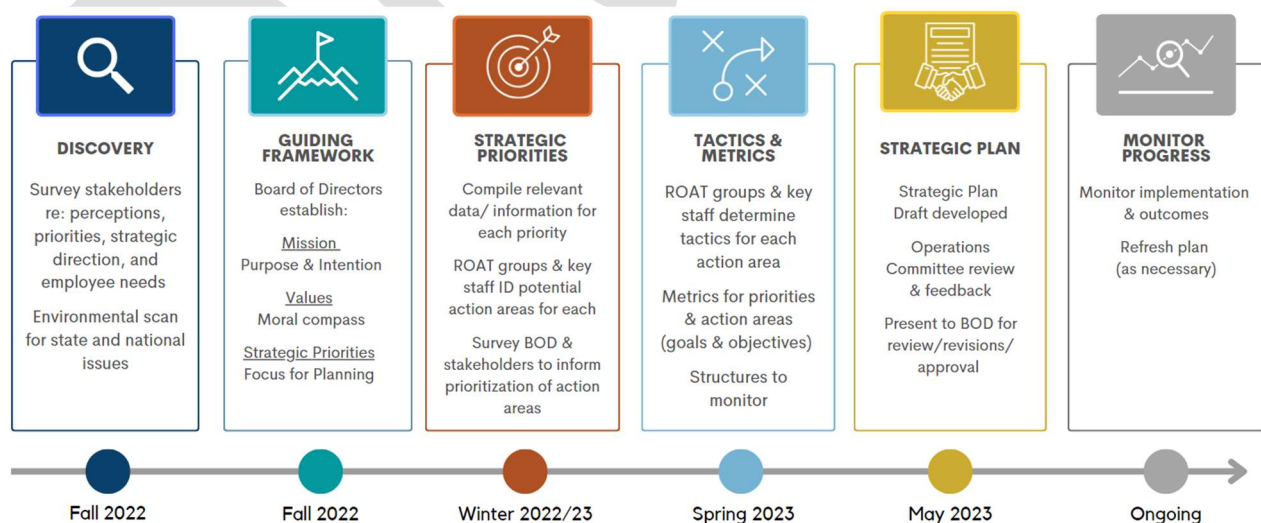 DISCOVERY
Survey stakeholders
re: perceptions,
priorities, strategic
direction, and
employee needs
Environmental scan
for state and national
issues
GUIDING
FRAMEWORK
Board of Directors
establish:
Mission
Purpose & Intention
Values
Moral compass
Strategic Priorities
Focus for Planning
STRATEGIC
PRIORITIES
Compile relevant
data/ information for
each priority
ROAT groups & key
staff ID potential
action areas for each
Survey BOD &
stakeholders to inform
prioritization of action
areas
TACTICS &
METRICS
ROAT groups & key
staff determine
tactics for each
action area
Metrics for priorities
& action areas
(goals & objectives)
Structures to
monitor
STRATEGIC PLAN
Strategic Plan
Draft developed
Operations
Committee review
& feedback
Present to BOD for
review/revisions/
approval
MONITOR
PROGRESS
Monitor implementation
& outcomes
Refresh plan
(as necessary)
Fall 2022
Fall 2022
Winter 2022/23
Spring 2023
May 2023
Ongoing